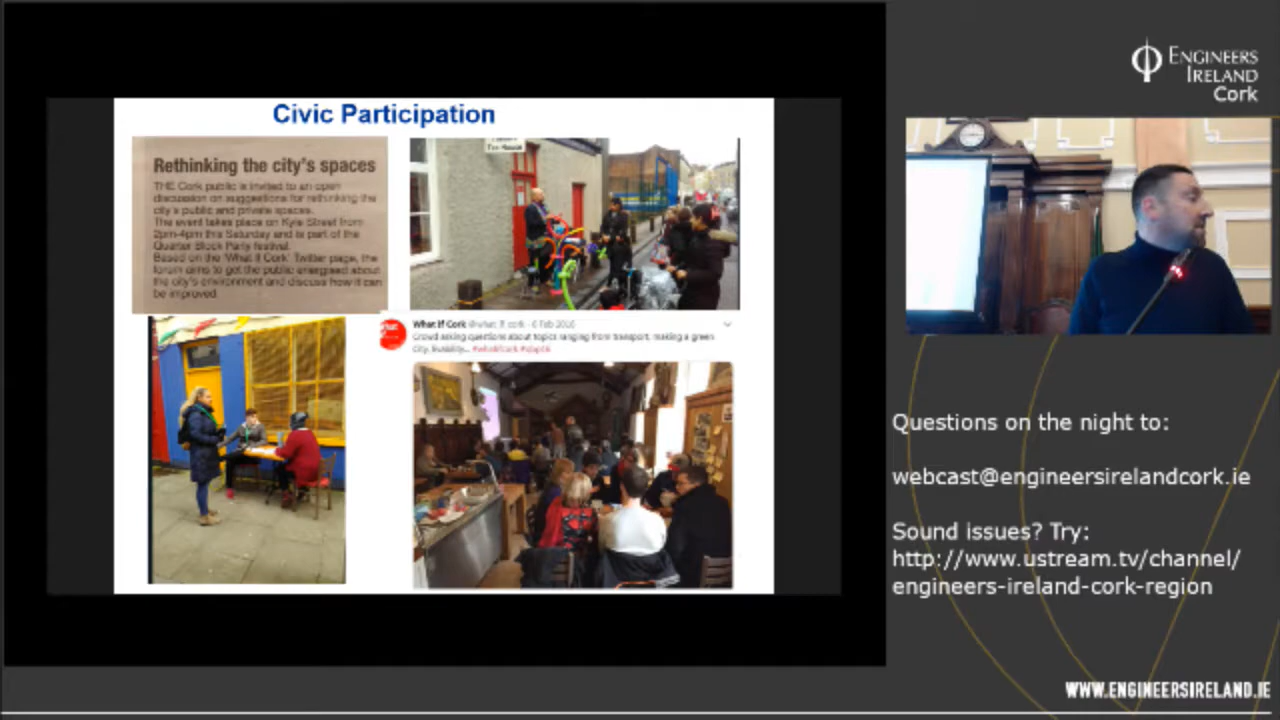 Civic Participation
Rethinking the city's spaces
THE Cork public is invited to an open
discussion on suggestions for rethinking the
city's public and private spaces.
The event takes place on Kyle Street from
2pm-4pm this Saturday and is part of the
Quarter Block Party festival.
Based on the 'What If Cork' Twitter page, the
forum aims to get the public energised about
the city's environment and discuss how it can
be improved.
What If Cork @what_if_cork - 6 Feb 2016
Crowd asking questions about topics ranging from transport, making a green
city, livability...
ENGINEERS
IRELAND
Cork
Questions on the night to:
webcast@engineersirelandcork.ie
Sound issues? Try:
http://www.ustream.tv/channel/
engineers-ireland-cork-region
WWW.ENGINEERSIRELAND.IE